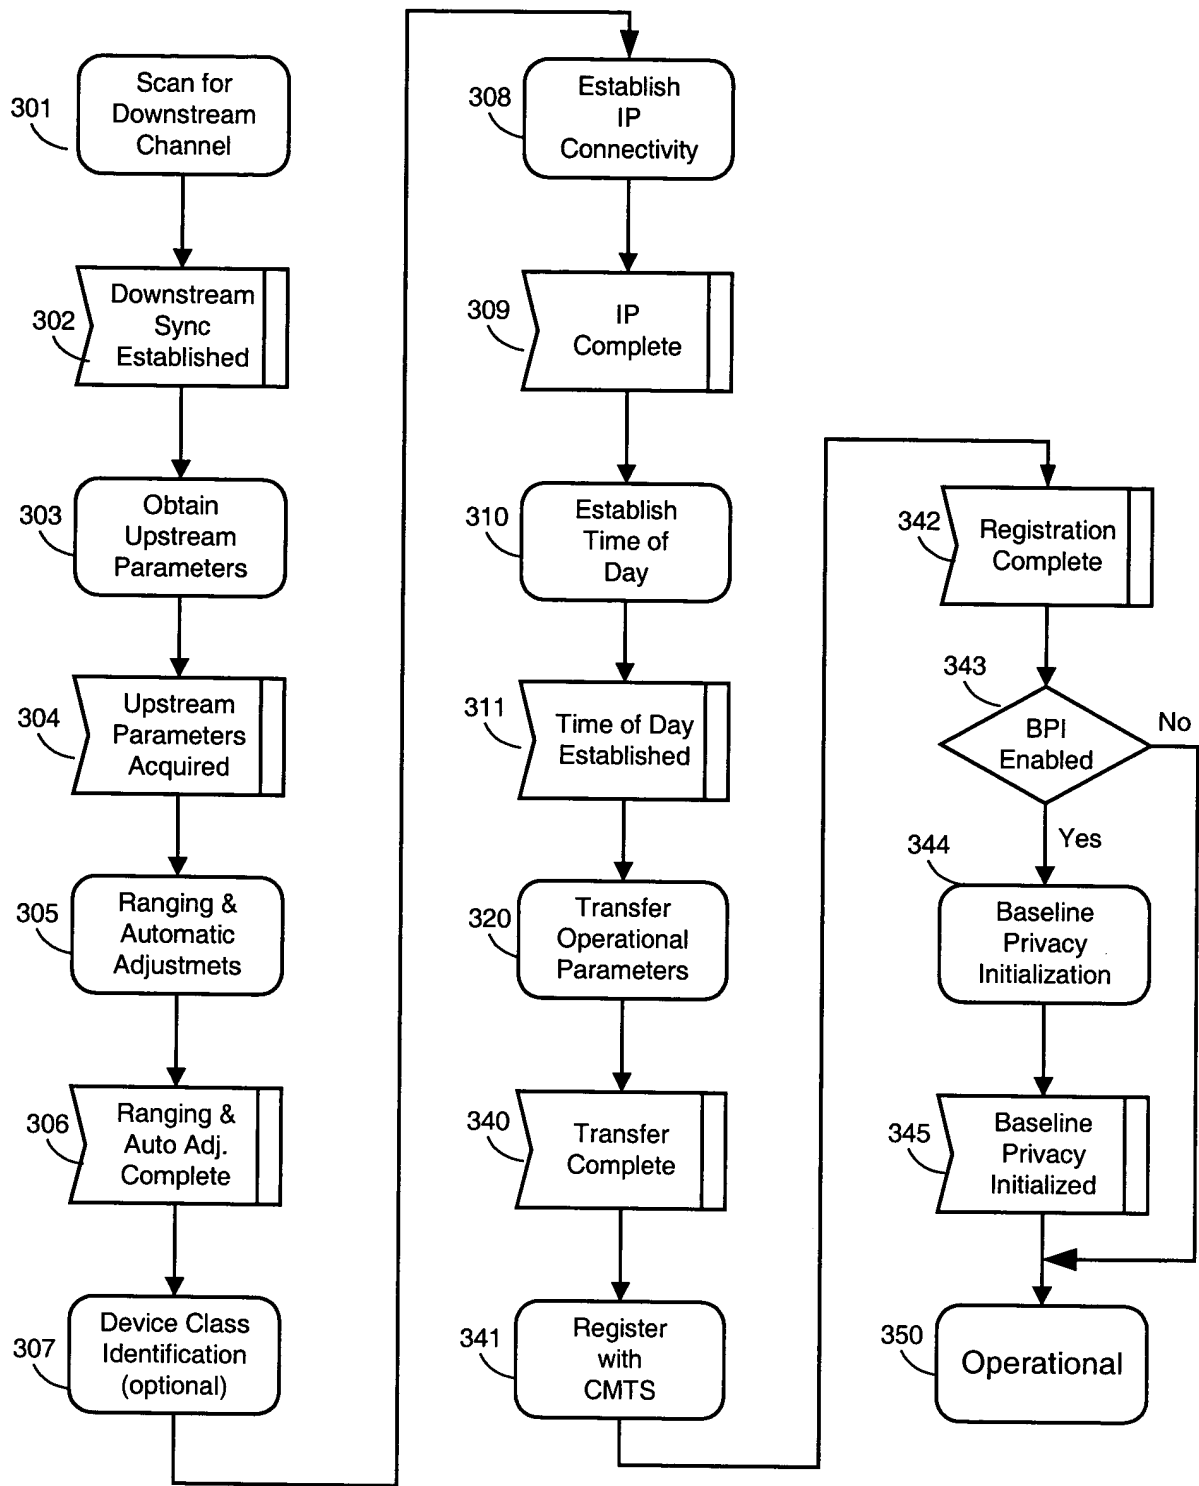 301
Scan for
Downstream
Channel
302
Downstream
Sync
Established
303
Obtain
Upstream
Parameters
304
Upstream
Parameters
Acquired
305
Ranging &
Automatic
Adjustmets
306
Ranging &
Auto Adj.
Complete
307
Device Class
Identification
(optional)
308
Establish
IP
Connectivity
309
IP
Complete
310
Establish
Time of
Day
311
Time of Day
Established
320
Transfer
Operational
Parameters
340
Transfer
Complete
341
Register
with
CMTS
342
Registration
Complete
343
BPI
Enabled
No
Yes
344
Baseline
Privacy
Initialization
345
Baseline
Privacy
Initialized
350
Operational